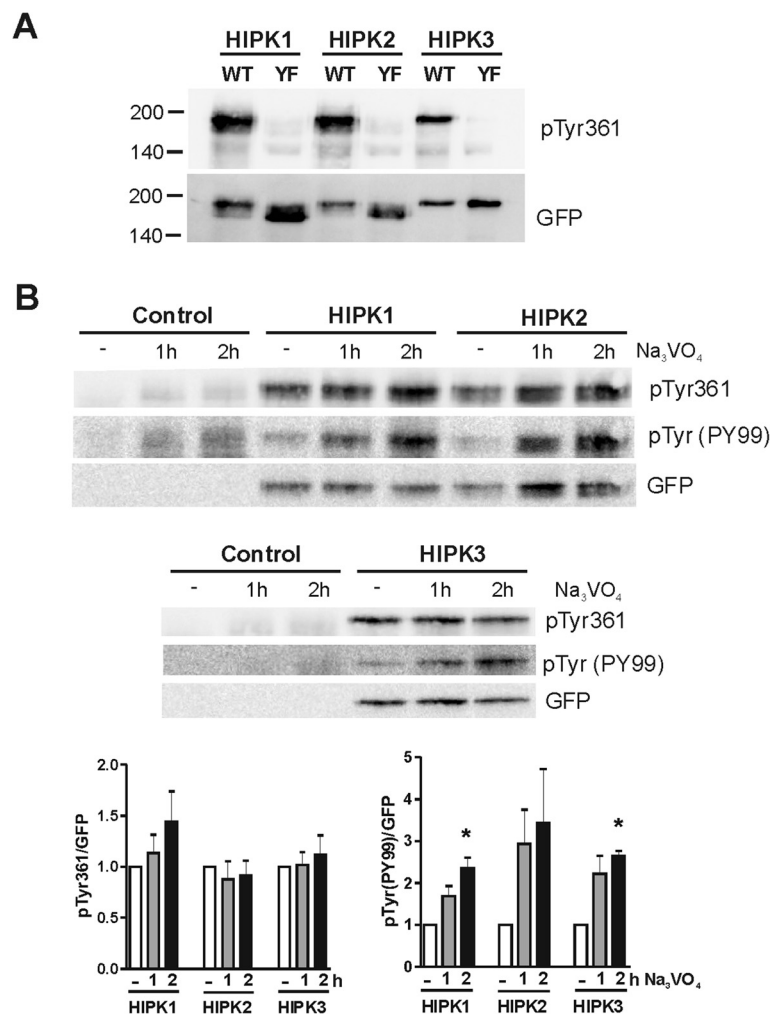 A
HIPK1 HIPK2 HIPK3
WT YF WT YF WT YF
200
140
pTyr361
200
140
GFP
B
Control HIPK1 HIPK2
- 1h 2h - 1h 2h - 1h 2h Na₃VO₄
pTyr361
pTyr (PY99)
GFP
Control HIPK3
- 1h 2h - 1h 2h Na₃VO₄
pTyr361
pTyr (PY99)
GFP
pTyr361/GFP
2.0
1.5
1.0
0.5
0.0
- 1 2 - 1 2 - 1 2 h
HIPK1 HIPK2 HIPK3
pTyr(PY99)/GFP
5
4
3
2
1
0
* *
- 1 2 - 1 2 - 1 2 h Na₃VO₄
HIPK1 HIPK2 HIPK3